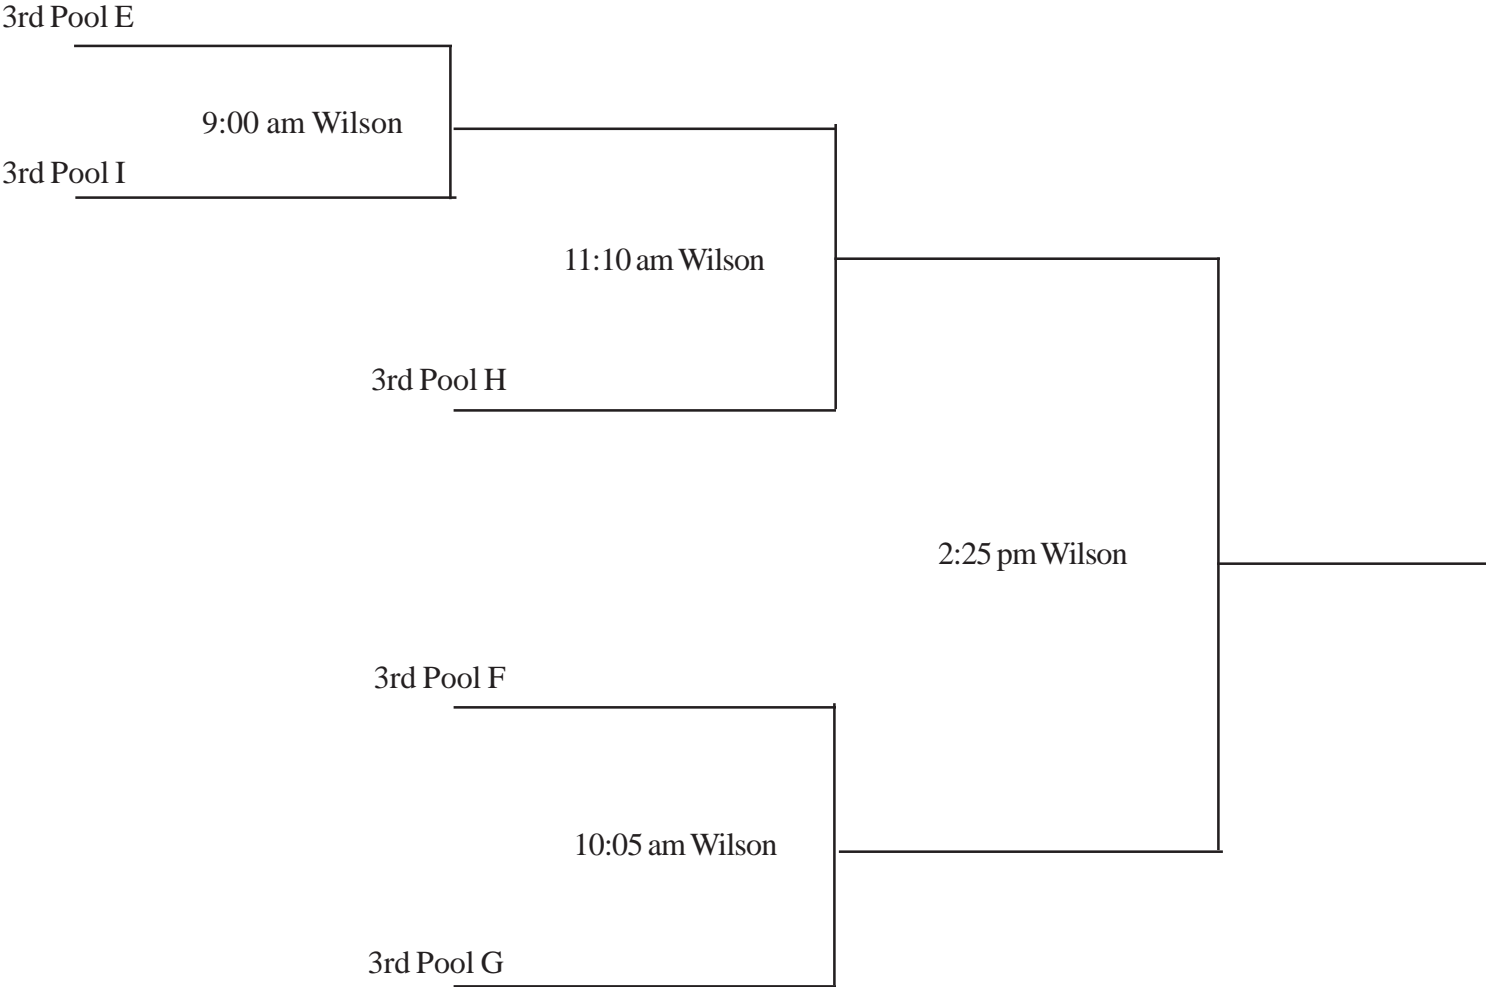 3rd Pool E
9:00 am Wilson
3rd Pool I
11:10 am Wilson
3rd Pool H
2:25 pm Wilson
3rd Pool F
10:05 am Wilson
3rd Pool G